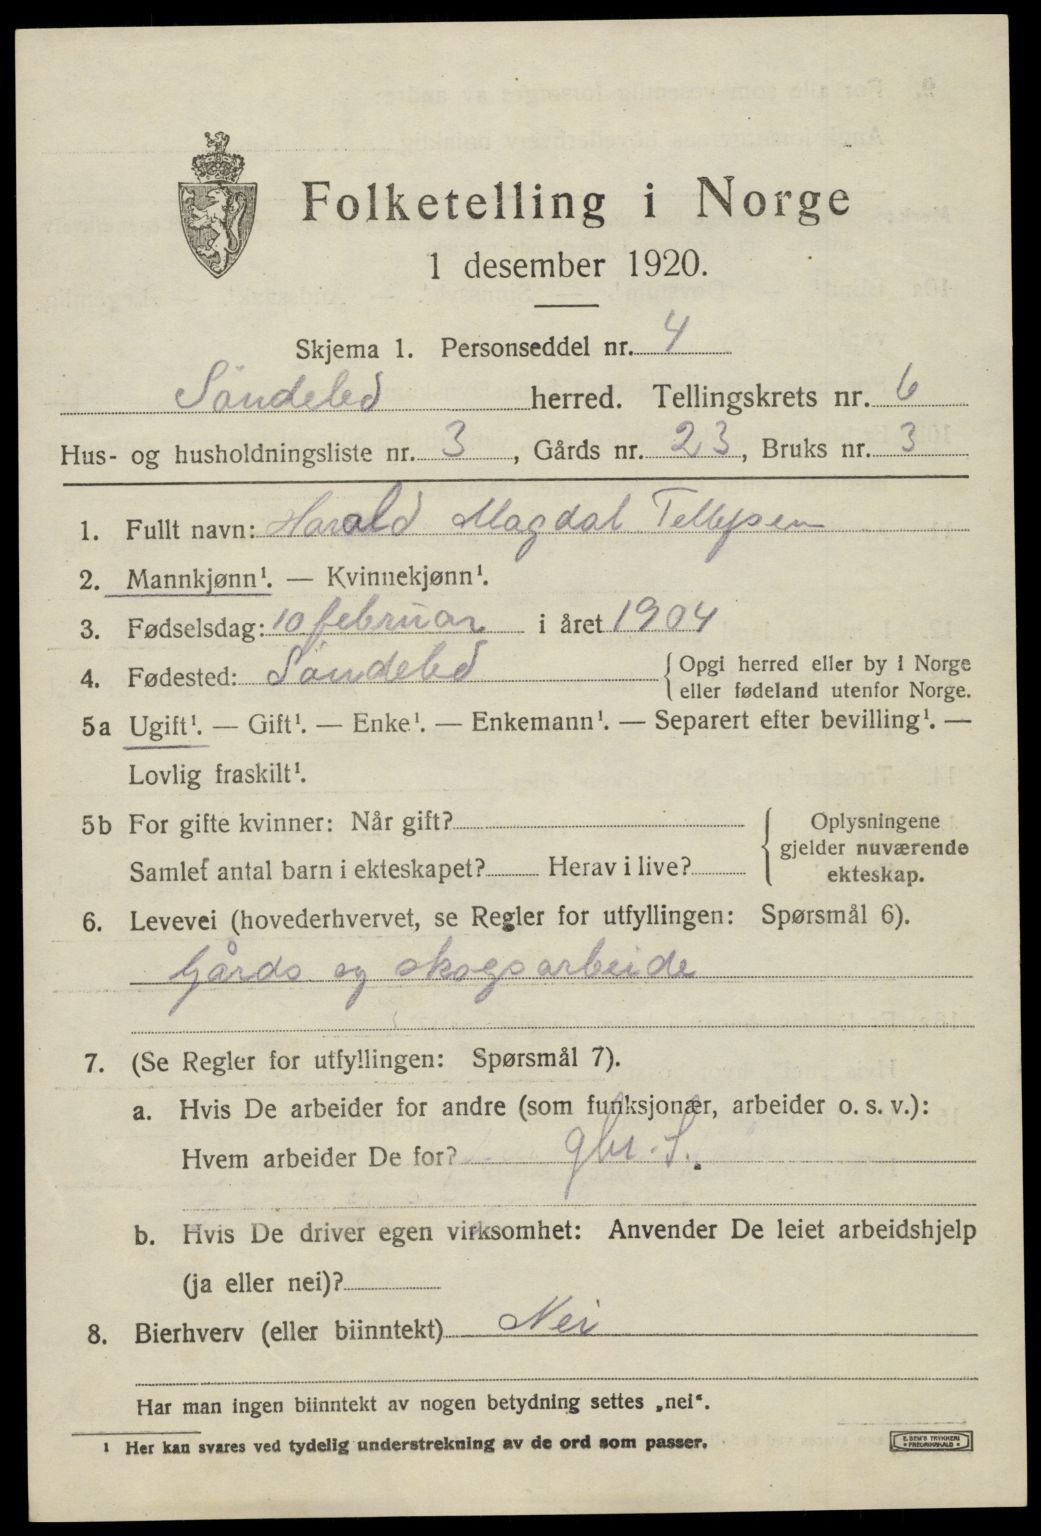 Folketelling i Norge
1 desember 1920.
Skjema 1. Personseddel nr. 4
Söndeled herred. Tellingskrets nr. 6
Hus- og husholdningsliste nr. 3, Gårds nr. 23, Bruks nr. 3
1. Fullt navn: Harald Magdal Tellefsen
2. Mannkjønn¹. — Kvinnekjønn¹.
3. Fødselsdag: 10 februar i året 1904
4. Fødested: Söndeled {Opgi herred eller by i Norge
eller fødeland utenfor Norge.
5a Ugift¹. — Gift¹. — Enke¹. — Enkemann¹. — Separert efter bevilling¹. —
Lovlig fraskilt¹.
5b For gifte kvinner: Når gift?
Samlet antal barn i ekteskapet? Herav i live?
Oplysningene
gjelder nuværende
ekteskap.
6. Levevei (hovederhvervet, se Regler for utfyllingen: Spørsmål 6).
Gårds og skogsarbeide
7. (Se Regler for utfyllingen: Spørsmål 7).
a. Hvis De arbeider for andre (som funksjonær, arbeider o. s. v.):
Hvem arbeider De for? gbr. S.
b. Hvis De driver egen virksomhet: Anvender De leiet arbeidshjelp
(ja eller nei)?
8. Bierhverv (eller biinntekt) Nei
Har man ingen biinntekt av nogen betydning settes „nei“.
¹ Her kan svares ved tydelig understrekning av de ord som passer.
E. SEM'S TRYKKERI
FREDRIKSHALD